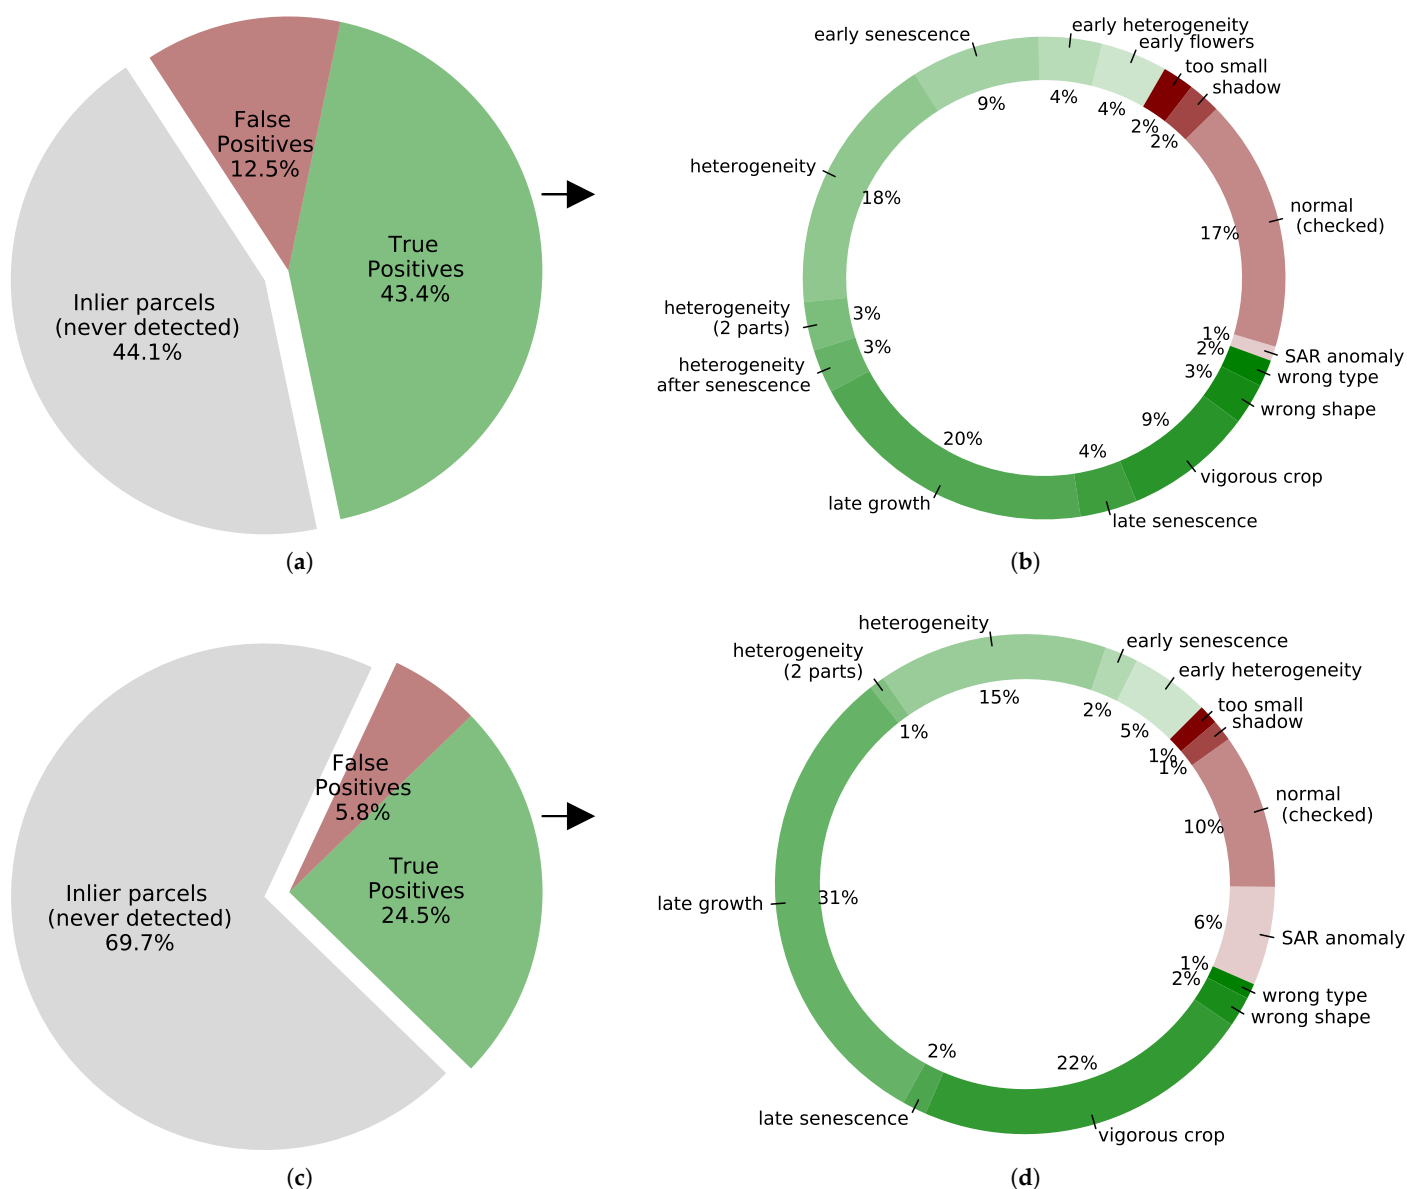 False
Positives
12.5%
True
Positives
43.4%
Inlier parcels
(never detected)
44.1%
(a)
early senescence
early heterogeneity
early flowers
too small
shadow
9%
4%
4%
2%
2%
heterogeneity
18%
normal
(checked)
17%
heterogeneity
(2 parts)
3%
heterogeneity
after senescence
3%
1%
SAR anomaly
2%
wrong type
3%
wrong shape
9%
vigorous crop
20%
late growth
4%
late senescence
(b)
False
Positives
5.8%
True
Positives
24.5%
Inlier parcels
(never detected)
69.7%
(c)
heterogeneity
heterogeneity
(2 parts)
early senescence
early heterogeneity
too small
shadow
15%
2%
1%
5%
1%
1%
normal
(checked)
10%
late growth
31%
6%
SAR anomaly
1%
2%
wrong type
wrong shape
2%
22%
late senescence
vigorous crop
(d)